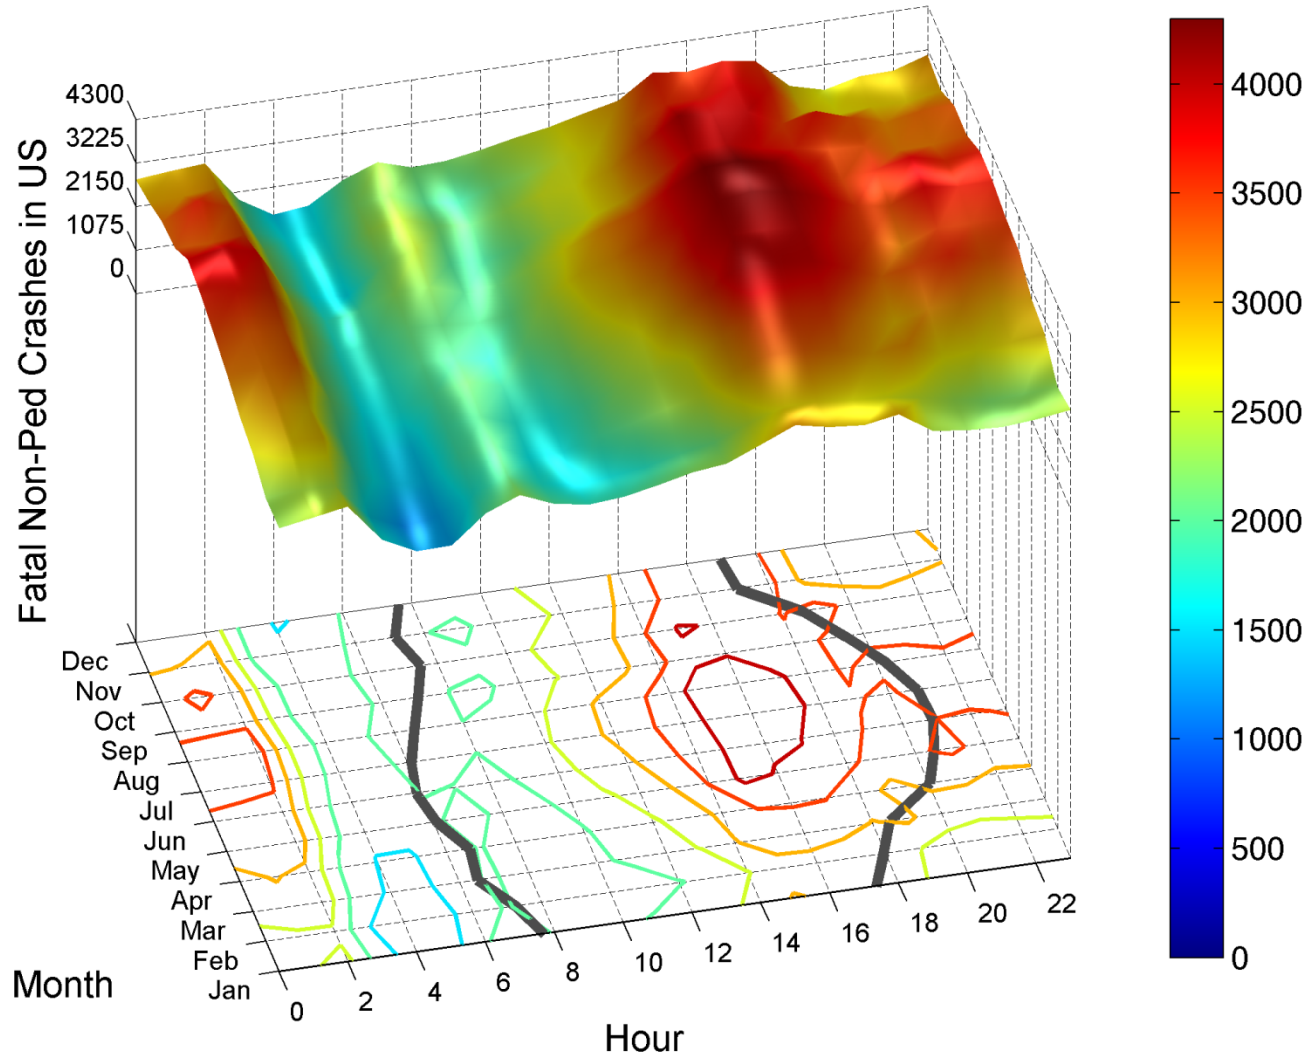 Fatal Non-Ped Crashes in US
4300
3225
2150
1075
0
Dec
Nov
Oct
Sep
Aug
Jul
Jun
May
Apr
Mar
Feb
Jan
Month
0
2
4
6
8
10
12
14
16
18
20
22
Hour
4000
3500
3000
2500
2000
1500
1000
500
0